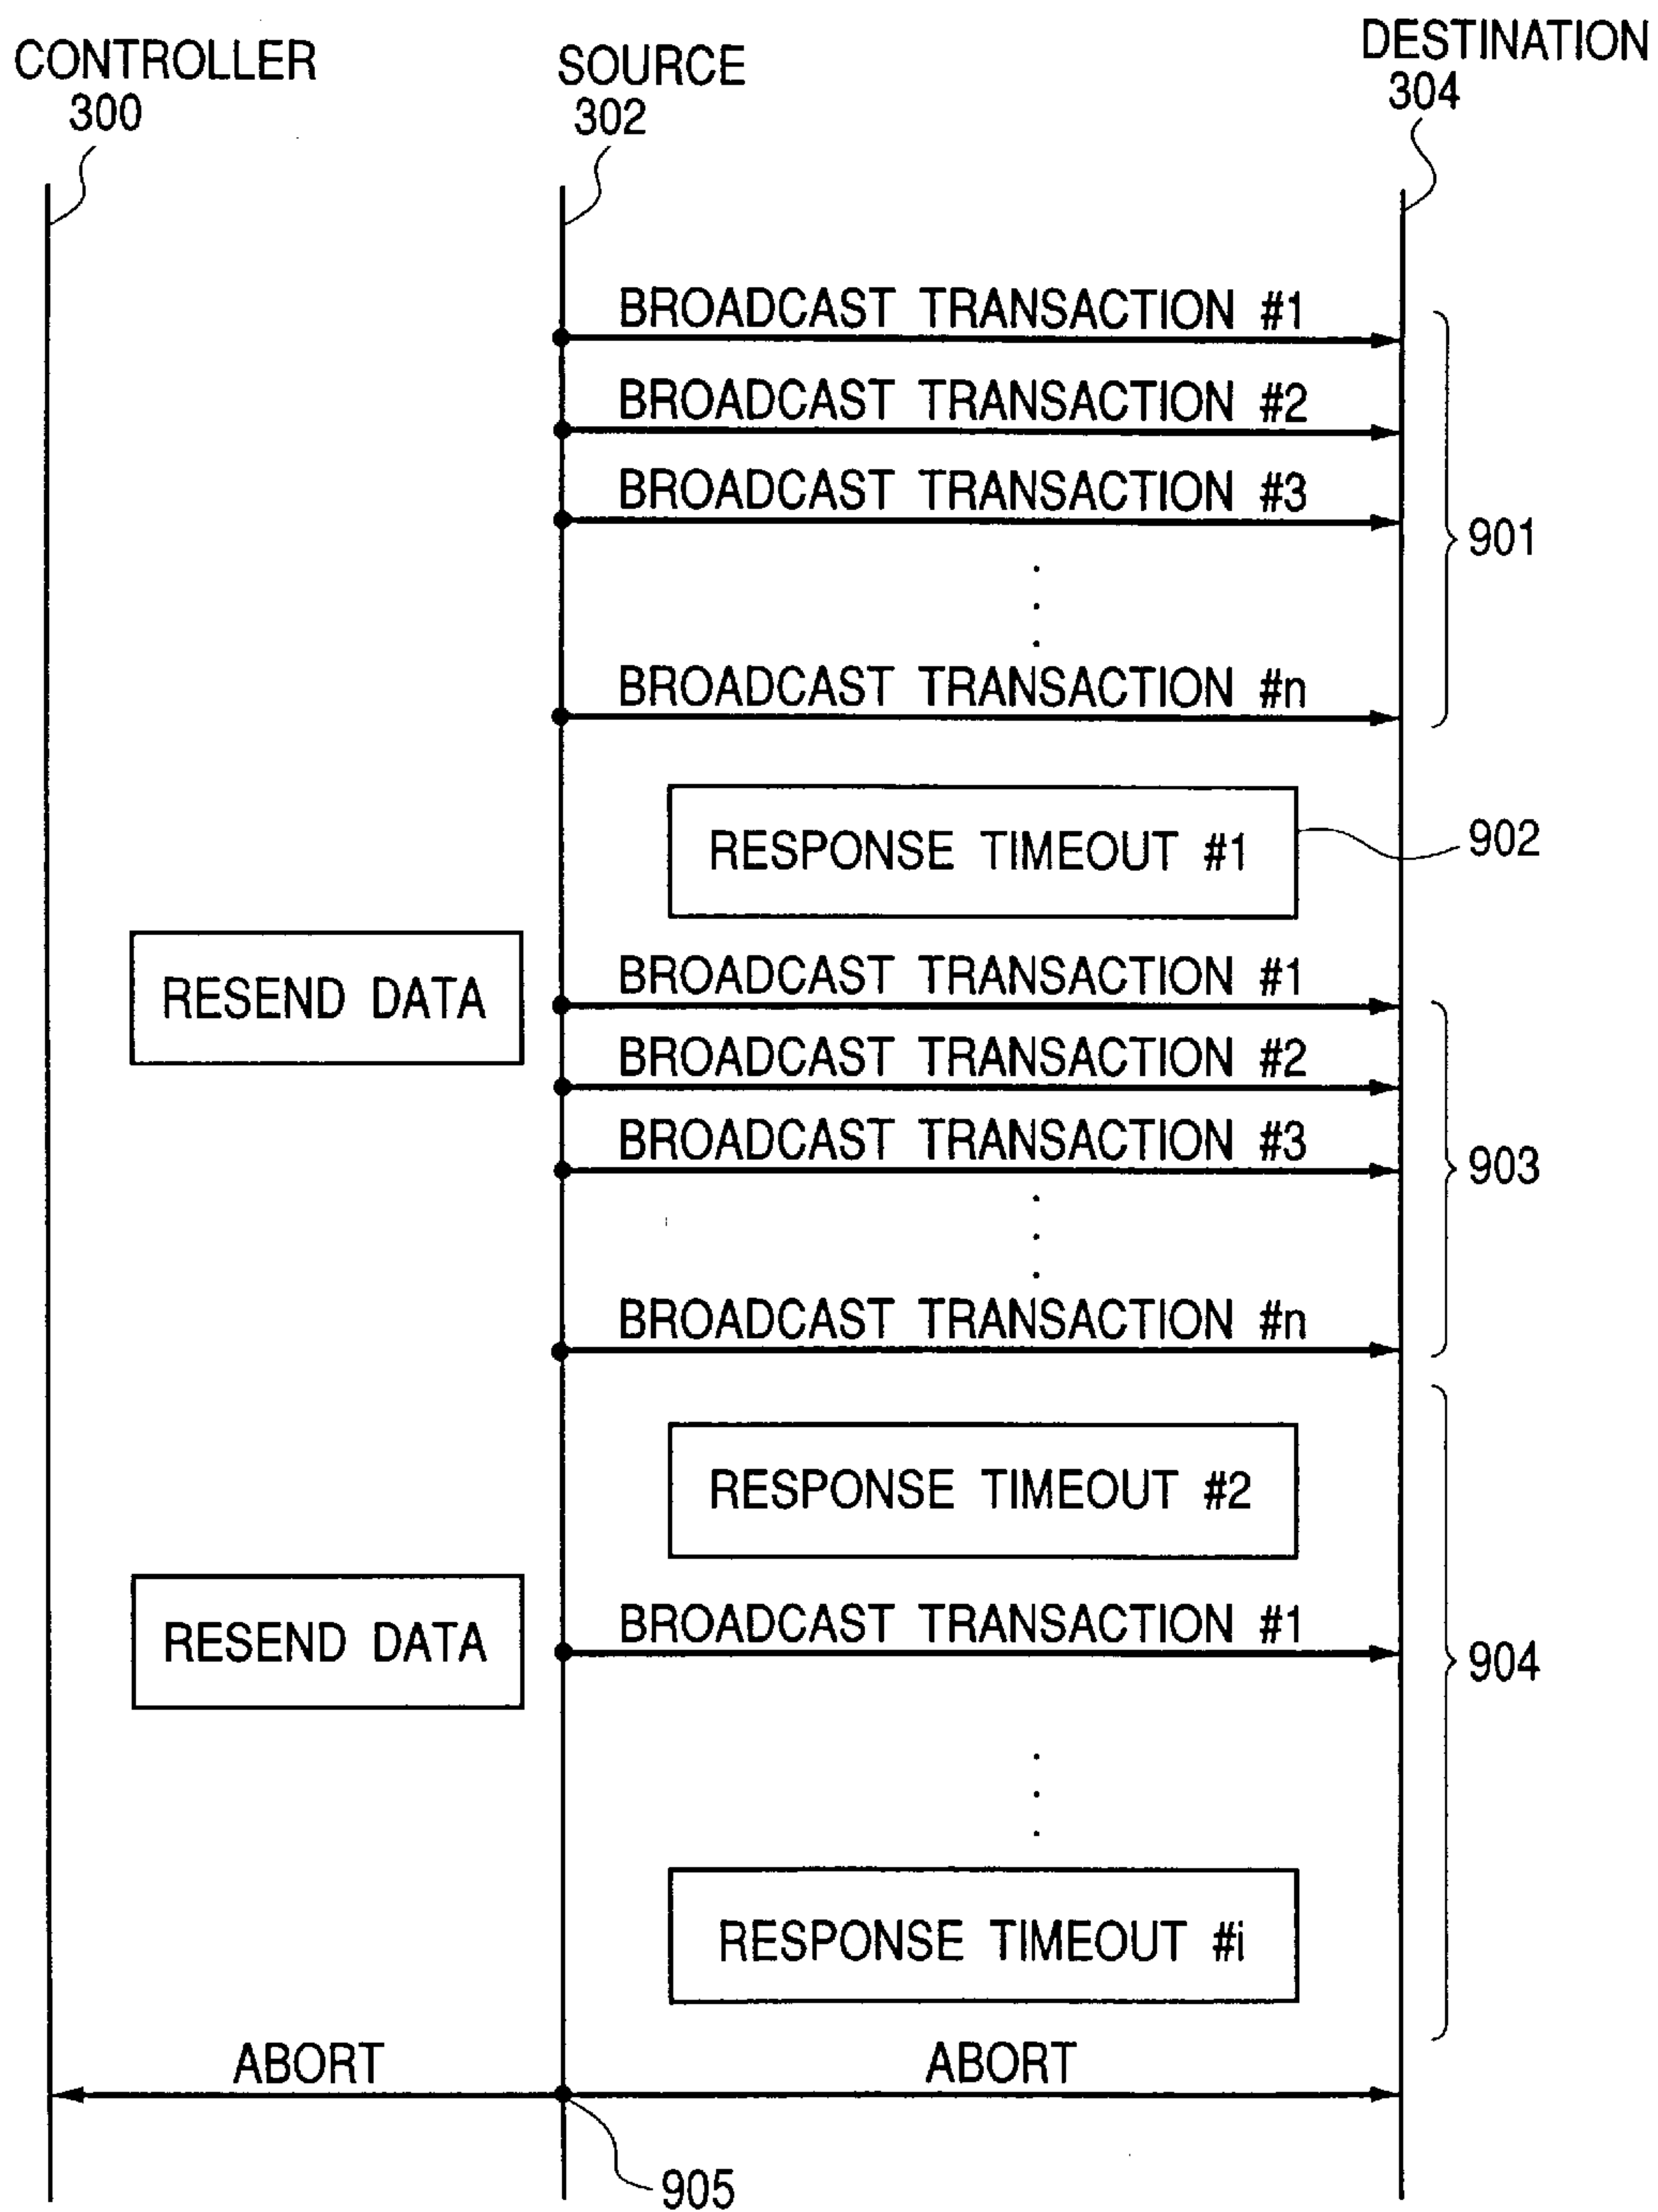 CONTROLLER
300
SOURCE
302
DESTINATION
304
BROADCAST TRANSACTION #1
BROADCAST TRANSACTION #2
BROADCAST TRANSACTION #3
901
BROADCAST TRANSACTION #n
RESPONSE TIMEOUT #1
902
RESEND DATA
BROADCAST TRANSACTION #1
BROADCAST TRANSACTION #2
BROADCAST TRANSACTION #3
903
BROADCAST TRANSACTION #n
RESPONSE TIMEOUT #2
RESEND DATA
BROADCAST TRANSACTION #1
904
RESPONSE TIMEOUT #i
ABORT
ABORT
905